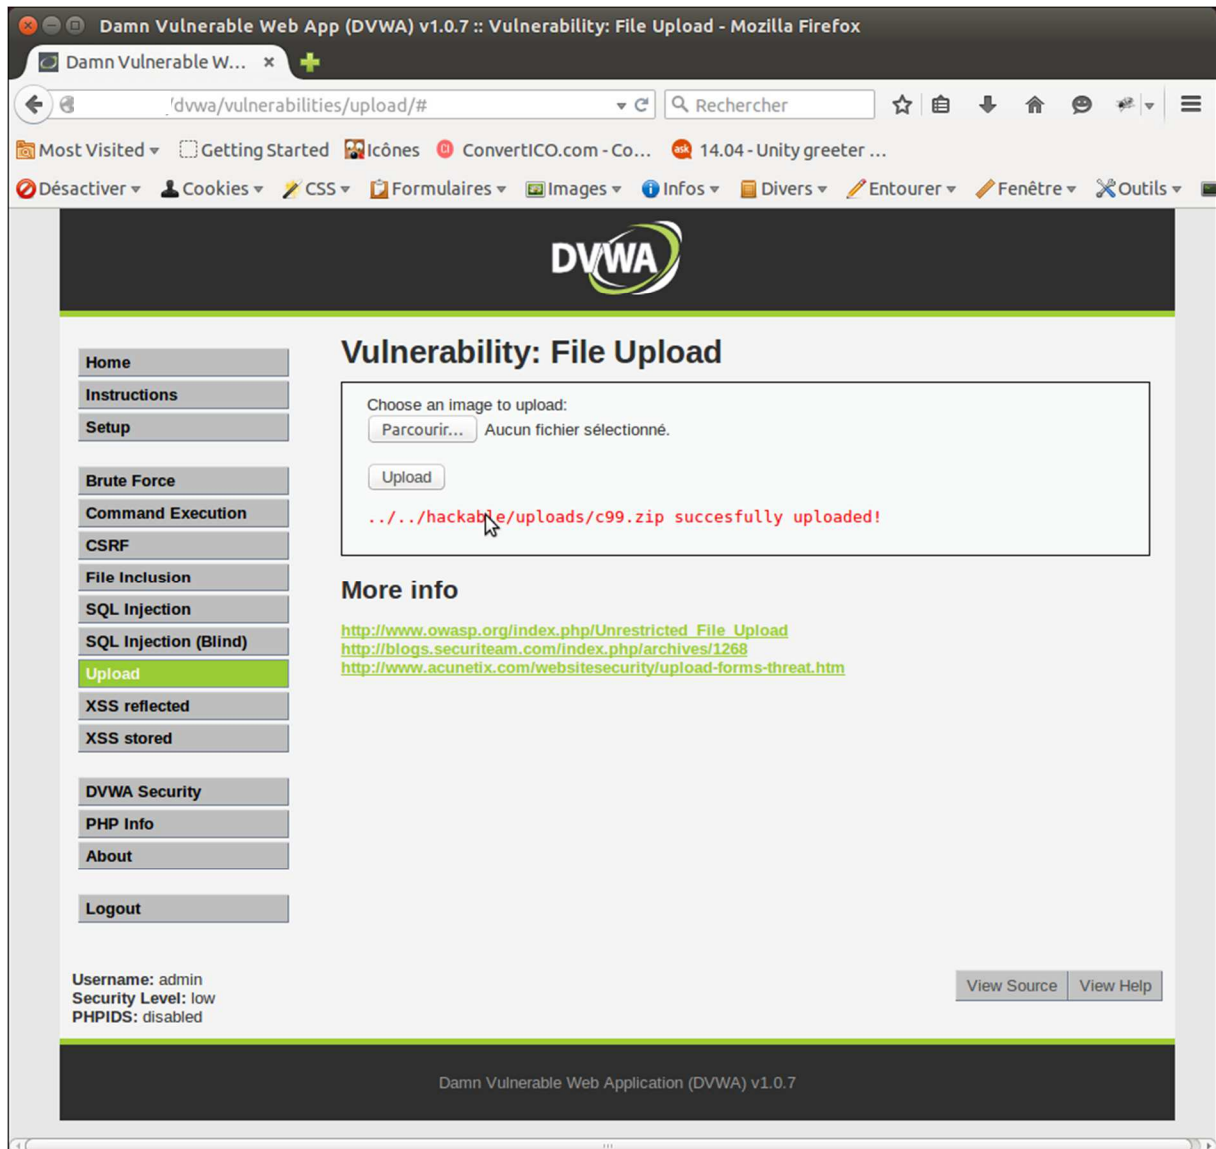 Damn Vulnerable Web App (DVWA) v1.0.7 :: Vulnerability: File Upload - Mozilla Firefox
Damn Vulnerable W... ×
/dvwa/vulnerabilities/upload/#
Rechercher
Most Visited
Getting Started
Icônes
ConvertICO.com - Co...
ask 14.04 - Unity greeter ...
Désactiver
Cookies
CSS
Formulaires
Images
Infos
Divers
Entourer
Fenêtre
Outils
DVWA
Home
Instructions
Setup
Brute Force
Command Execution
CSRF
File Inclusion
SQL Injection
SQL Injection (Blind)
Upload
XSS reflected
XSS stored
DVWA Security
PHP Info
About
Logout
Vulnerability: File Upload
Choose an image to upload:
Parcourir... Aucun fichier sélectionné.
Upload
../../hackable/uploads/c99.zip succesfully uploaded!
More info
http://www.owasp.org/index.php/Unrestricted_File_Upload
http://blogs.securiteam.com/index.php/archives/1268
http://www.acunetix.com/websitesecurity/upload-forms-threat.htm
Username: admin
Security Level: low
PHPIDS: disabled
View Source
View Help
Damn Vulnerable Web Application (DVWA) v1.0.7